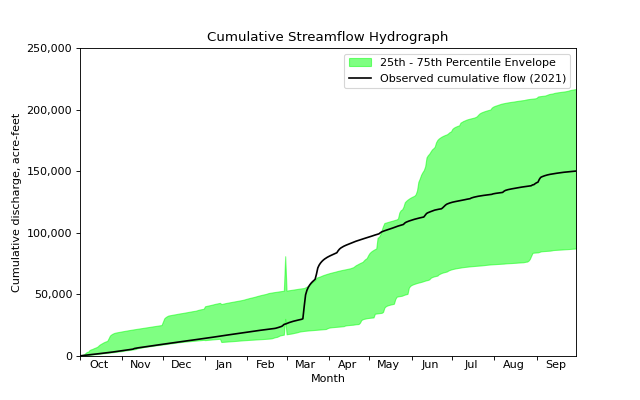 Cumulative Streamflow Hydrograph
250,000
200,000
150,000
100,000
50,000
0
Cumulative discharge, acre-feet
25th - 75th Percentile Envelope
Observed cumulative flow (2021)
Oct Nov Dec Jan Feb Mar Apr May Jun Jul Aug Sep
Month